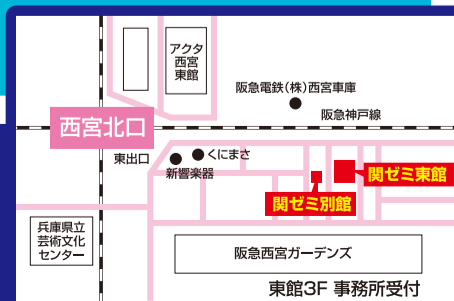 アクタ
西宮
東館
阪急電鉄(株)西宮車庫
阪急神戸線
西宮北口
東出口
くにまさ
新響楽器
関ゼミ東館
関ゼミ別館
兵庫県立
芸術文化
センター
阪急西宮ガーデンズ
東館3F 事務所受付